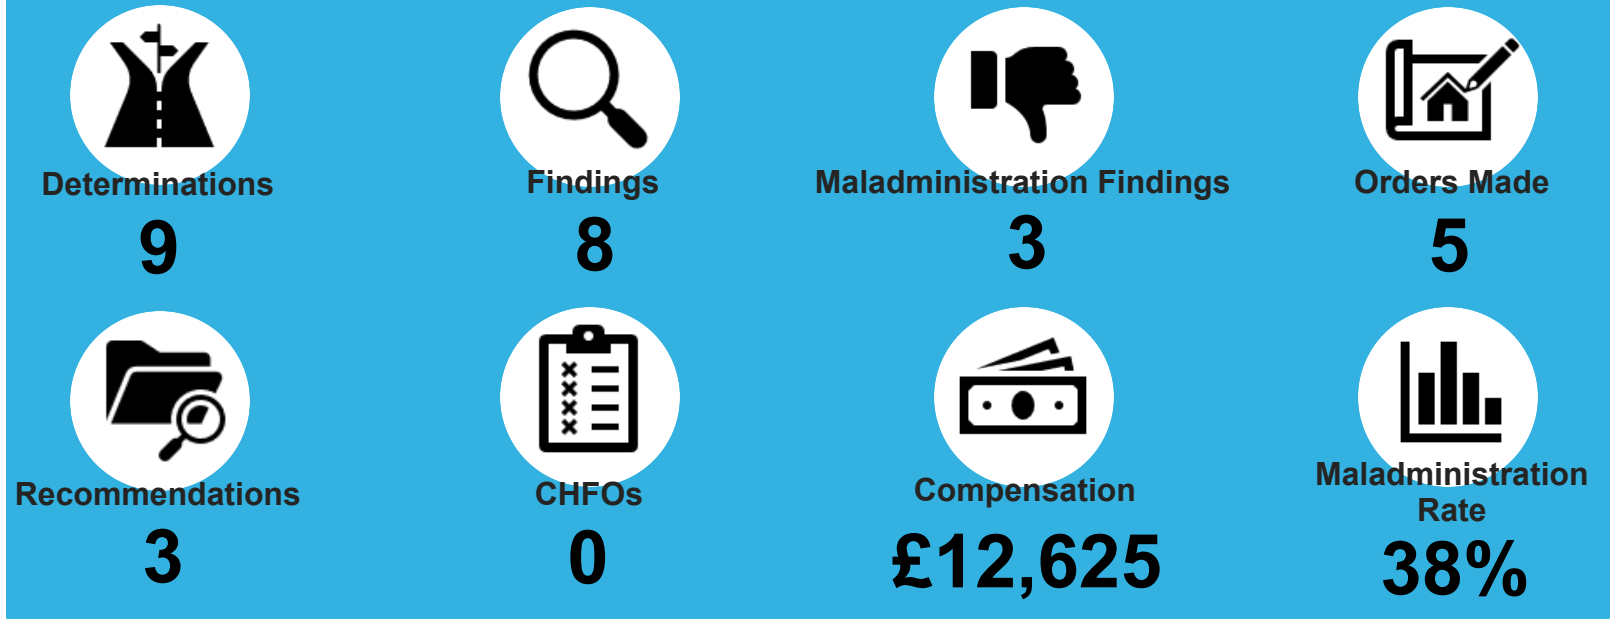 Determinations
9
Findings
8
Maladministration Findings
3
Orders Made
5
Recommendations
3
CHFOs
0
Compensation
£12,625
Maladministration
Rate
38%